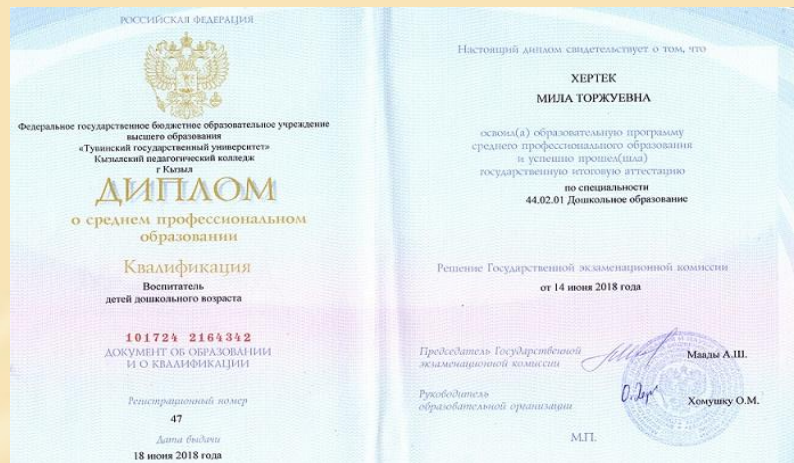 РОССИЙСКАЯ ФЕДЕРАЦИЯ
Федеральное государственное бюджетное образовательное учреждение
высшего образования
«Тувинский государственный университет»
Кызылский педагогический колледж
г Кызыл
ДИПЛОМ
о среднем профессиональном
образовании
Квалификация
Воспитатель
детей дошкольного возраста
101724 2164342
ДОКУМЕНТ ОБ ОБРАЗОВАНИИ
И О КВАЛИФИКАЦИИ
Регистрационный номер
47
Дата выдачи
18 июня 2018 года
Настоящий диплом свидетельствует о том, что
ХЕРТЕК
МИЛА ТОРЖУЕВНА
освоил(а) образовательную программу
среднего профессионального образования
и успешно прошел(шла)
государственную итоговую аттестацию
по специальности
44.02.01 Дошкольное образование
Решение Государственной экзаменационной комиссии
от 14 июня 2018 года
Председатель Государственной
экзаменационной комиссии
Маады А.Ш.
Руководитель
образовательной организации
Хомушку О.М.
М.П.